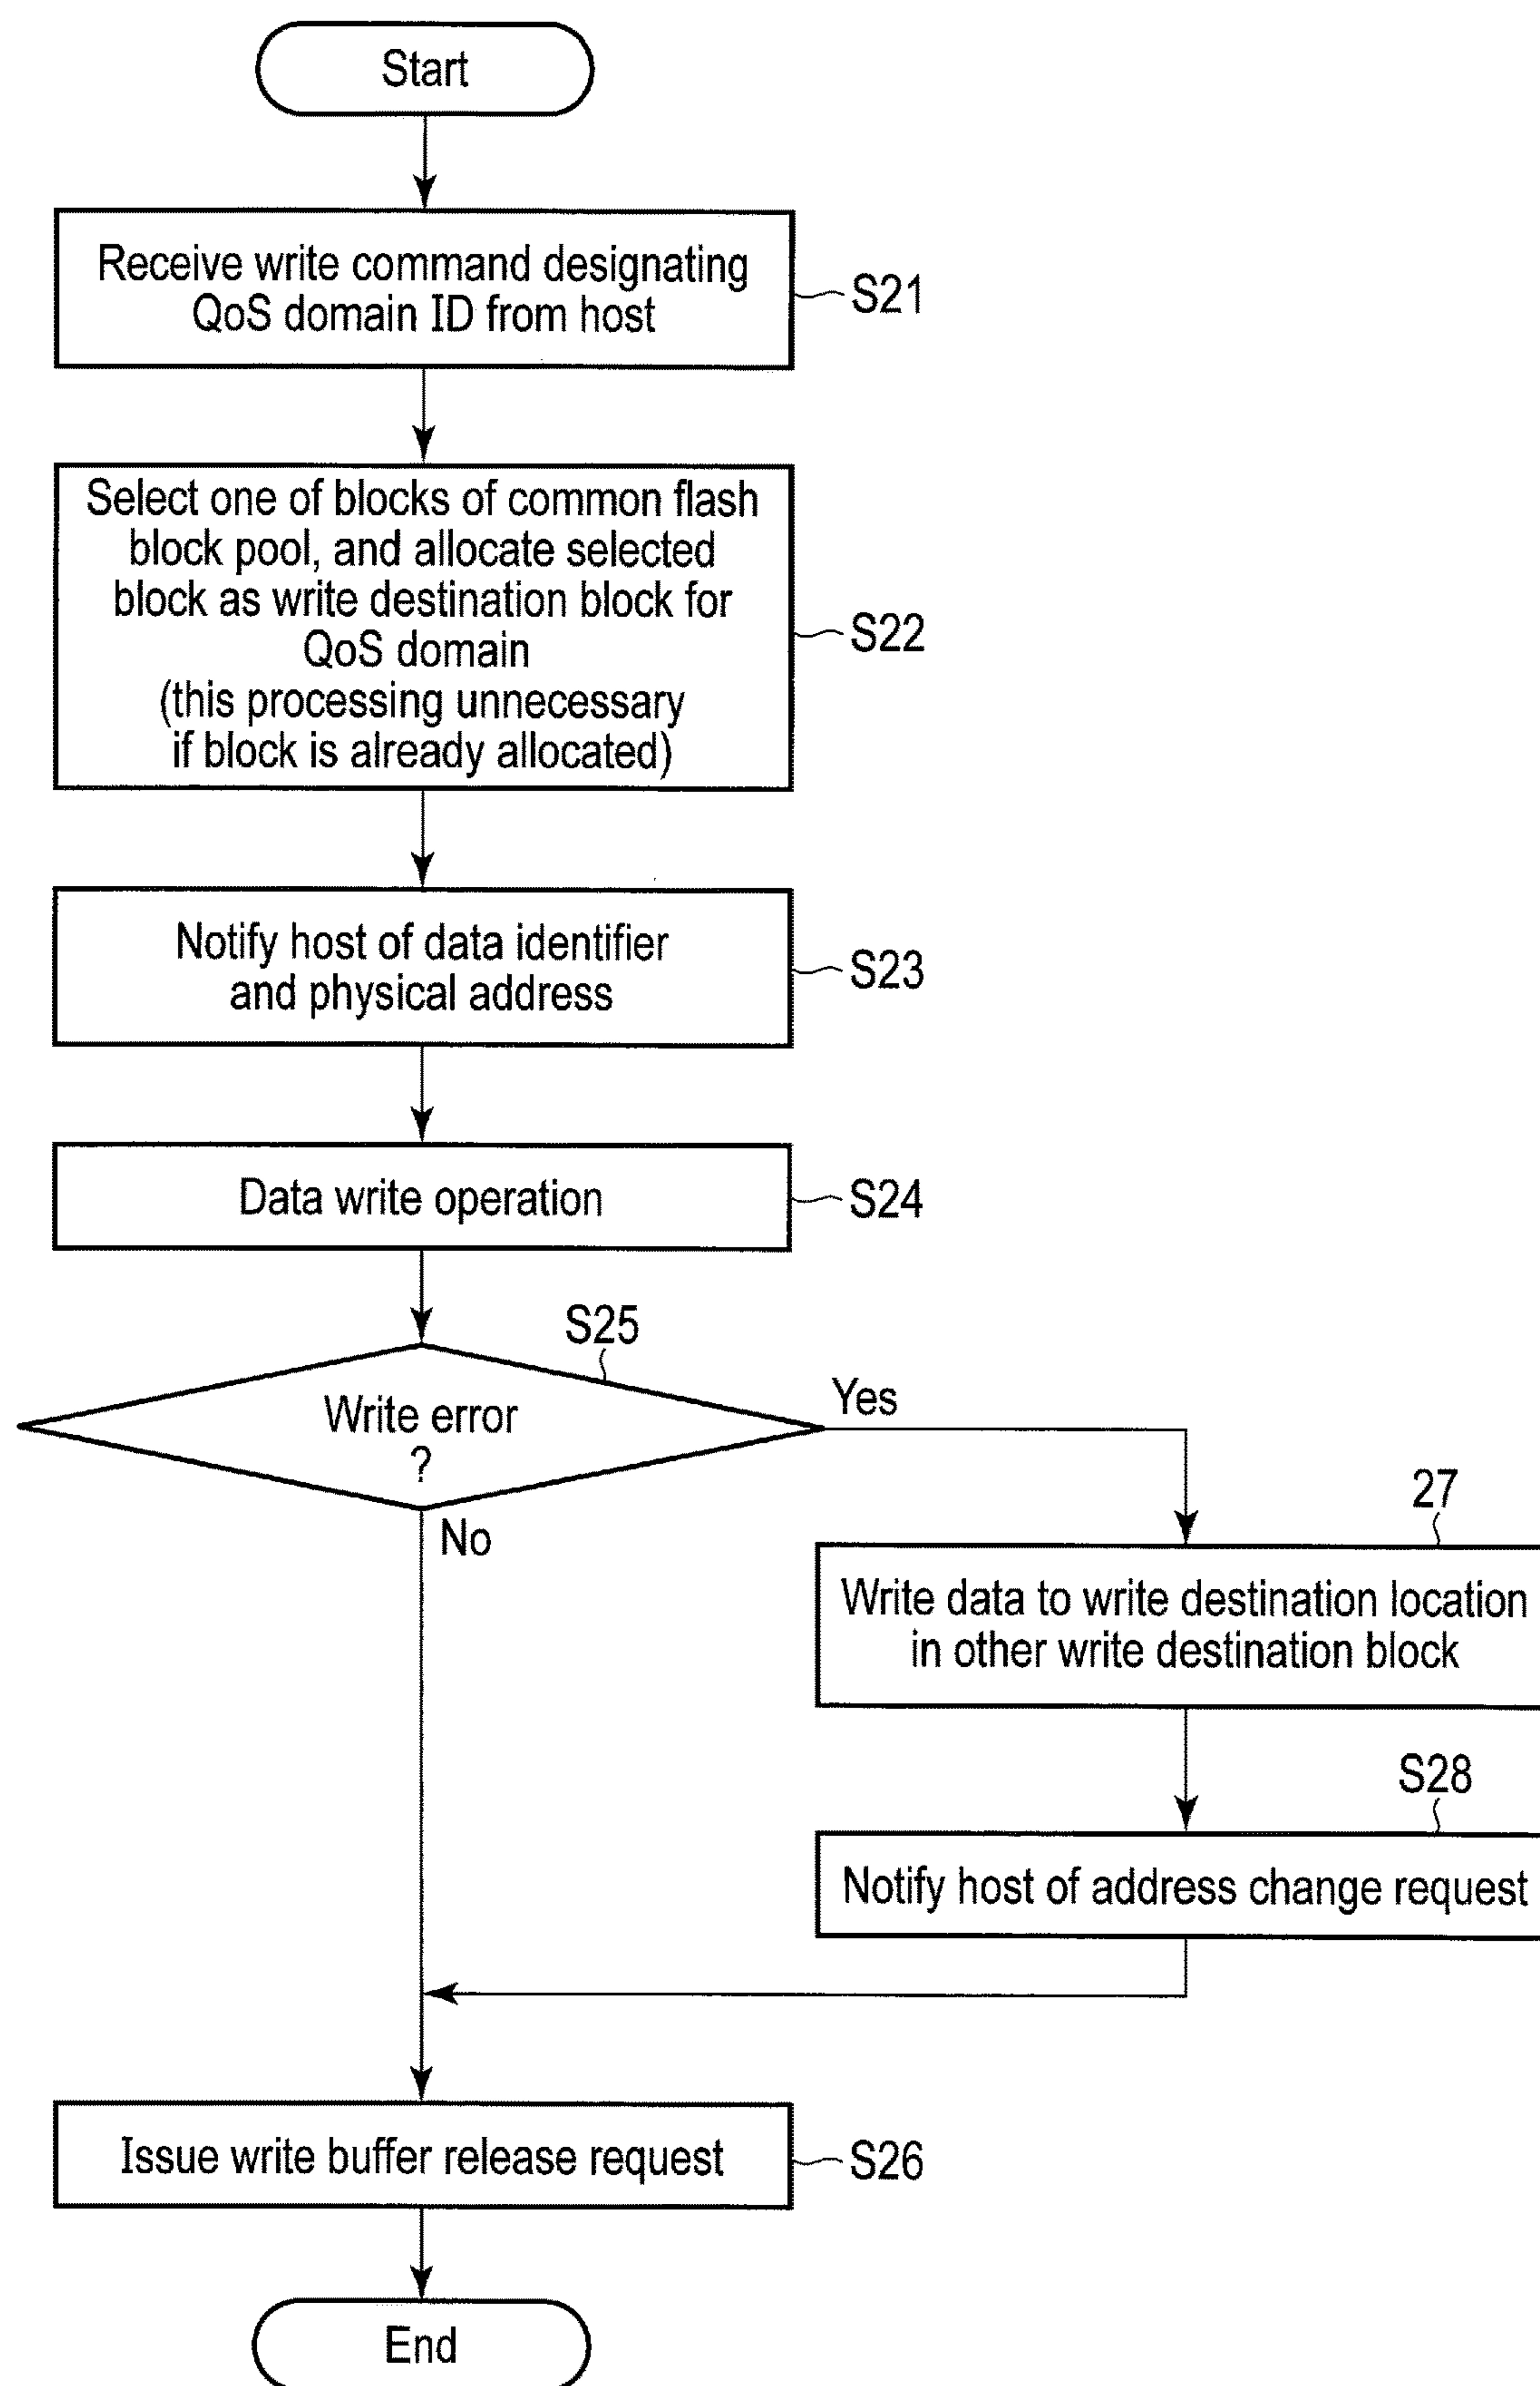 Start
Receive write command designating
QoS domain ID from host
S21
Select one of blocks of common flash
block pool, and allocate selected
block as write destination block for
QoS domain
(this processing unnecessary
if block is already allocated)
S22
Notify host of data identifier
and physical address
S23
Data write operation
S24
S25
Write error
?
Yes
No
27
Write data to write destination location
in other write destination block
S28
Notify host of address change request
Issue write buffer release request
S26
End